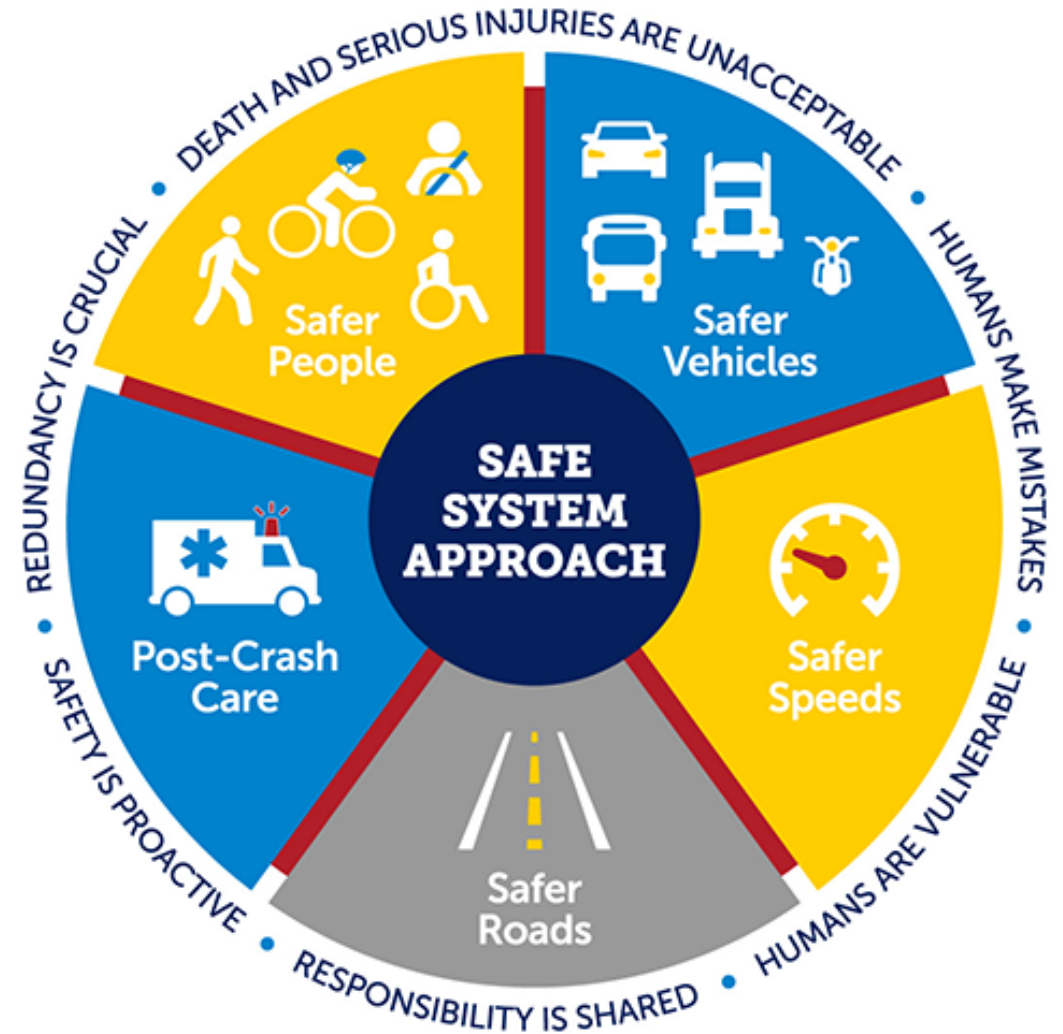 DEATH AND SERIOUS INJURIES ARE UNACCEPTABLE
HUMANS MAKE MISTAKES
HUMANS ARE VULNERABLE
RESPONSIBILITY IS SHARED
SAFETY IS PROACTIVE
REDUNDANCY IS CRUCIAL
Safer
People
Safer
Vehicles
SAFE
SYSTEM
APPROACH
Post-Crash
Care
Safer
Speeds
Safer
Roads